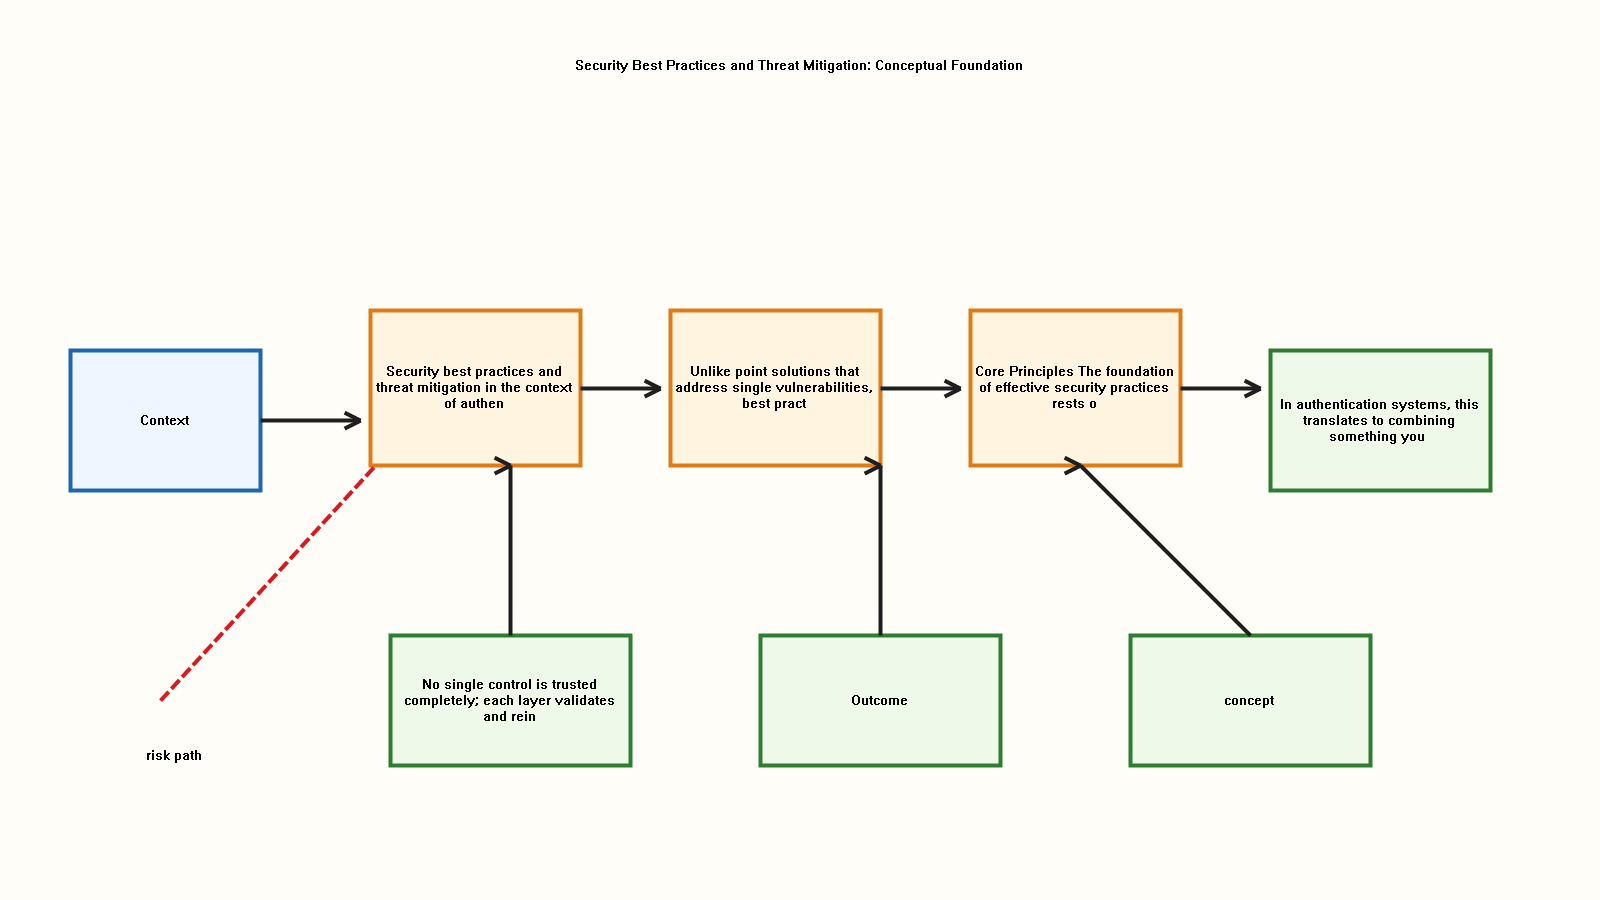 Security Best Practices and Threat Mitigation: Conceptual Foundation
Context
Security best practices and
threat mitigation in the context
of authen
Unlike point solutions that
address single vulnerabilities,
best pract
Core Principles The foundation
of effective security practices
rests o
In authentication systems, this
translates to combining
something you
No single control is trusted
completely; each layer validates
and rein
Outcome
concept
risk path